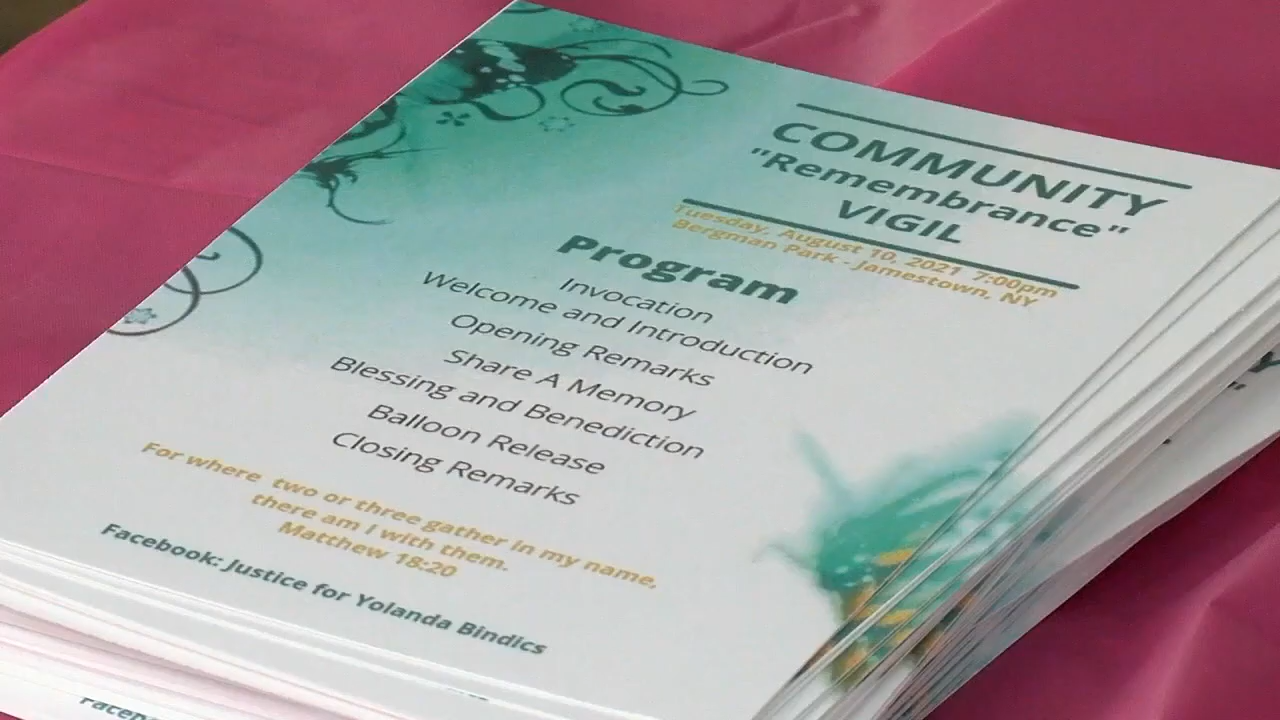 COMMUNITY
"Remembrance"
VIGIL
Tuesday, August 10, 2021 7:00pm
Bergman Park - Jamestown, NY
Program
Invocation
Welcome and Introduction
Opening Remarks
Share A Memory
Blessing and Benediction
Balloon Release
Closing Remarks
For where two or three gather in my name,
there am I with them.
Matthew 18:20
Facebook: Justice for Yolanda Bindics